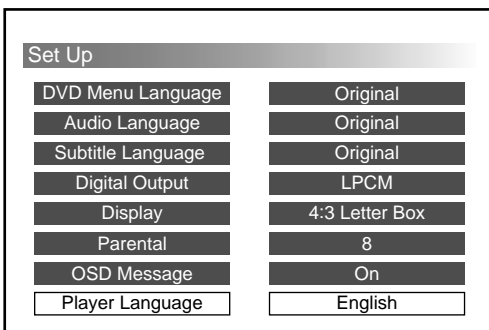 Set Up
DVD Menu Language Original
Audio Language Original
Subtitle Language Original
Digital Output LPCM
Display 4:3 Letter Box
Parental 8
OSD Message On
Player Language English